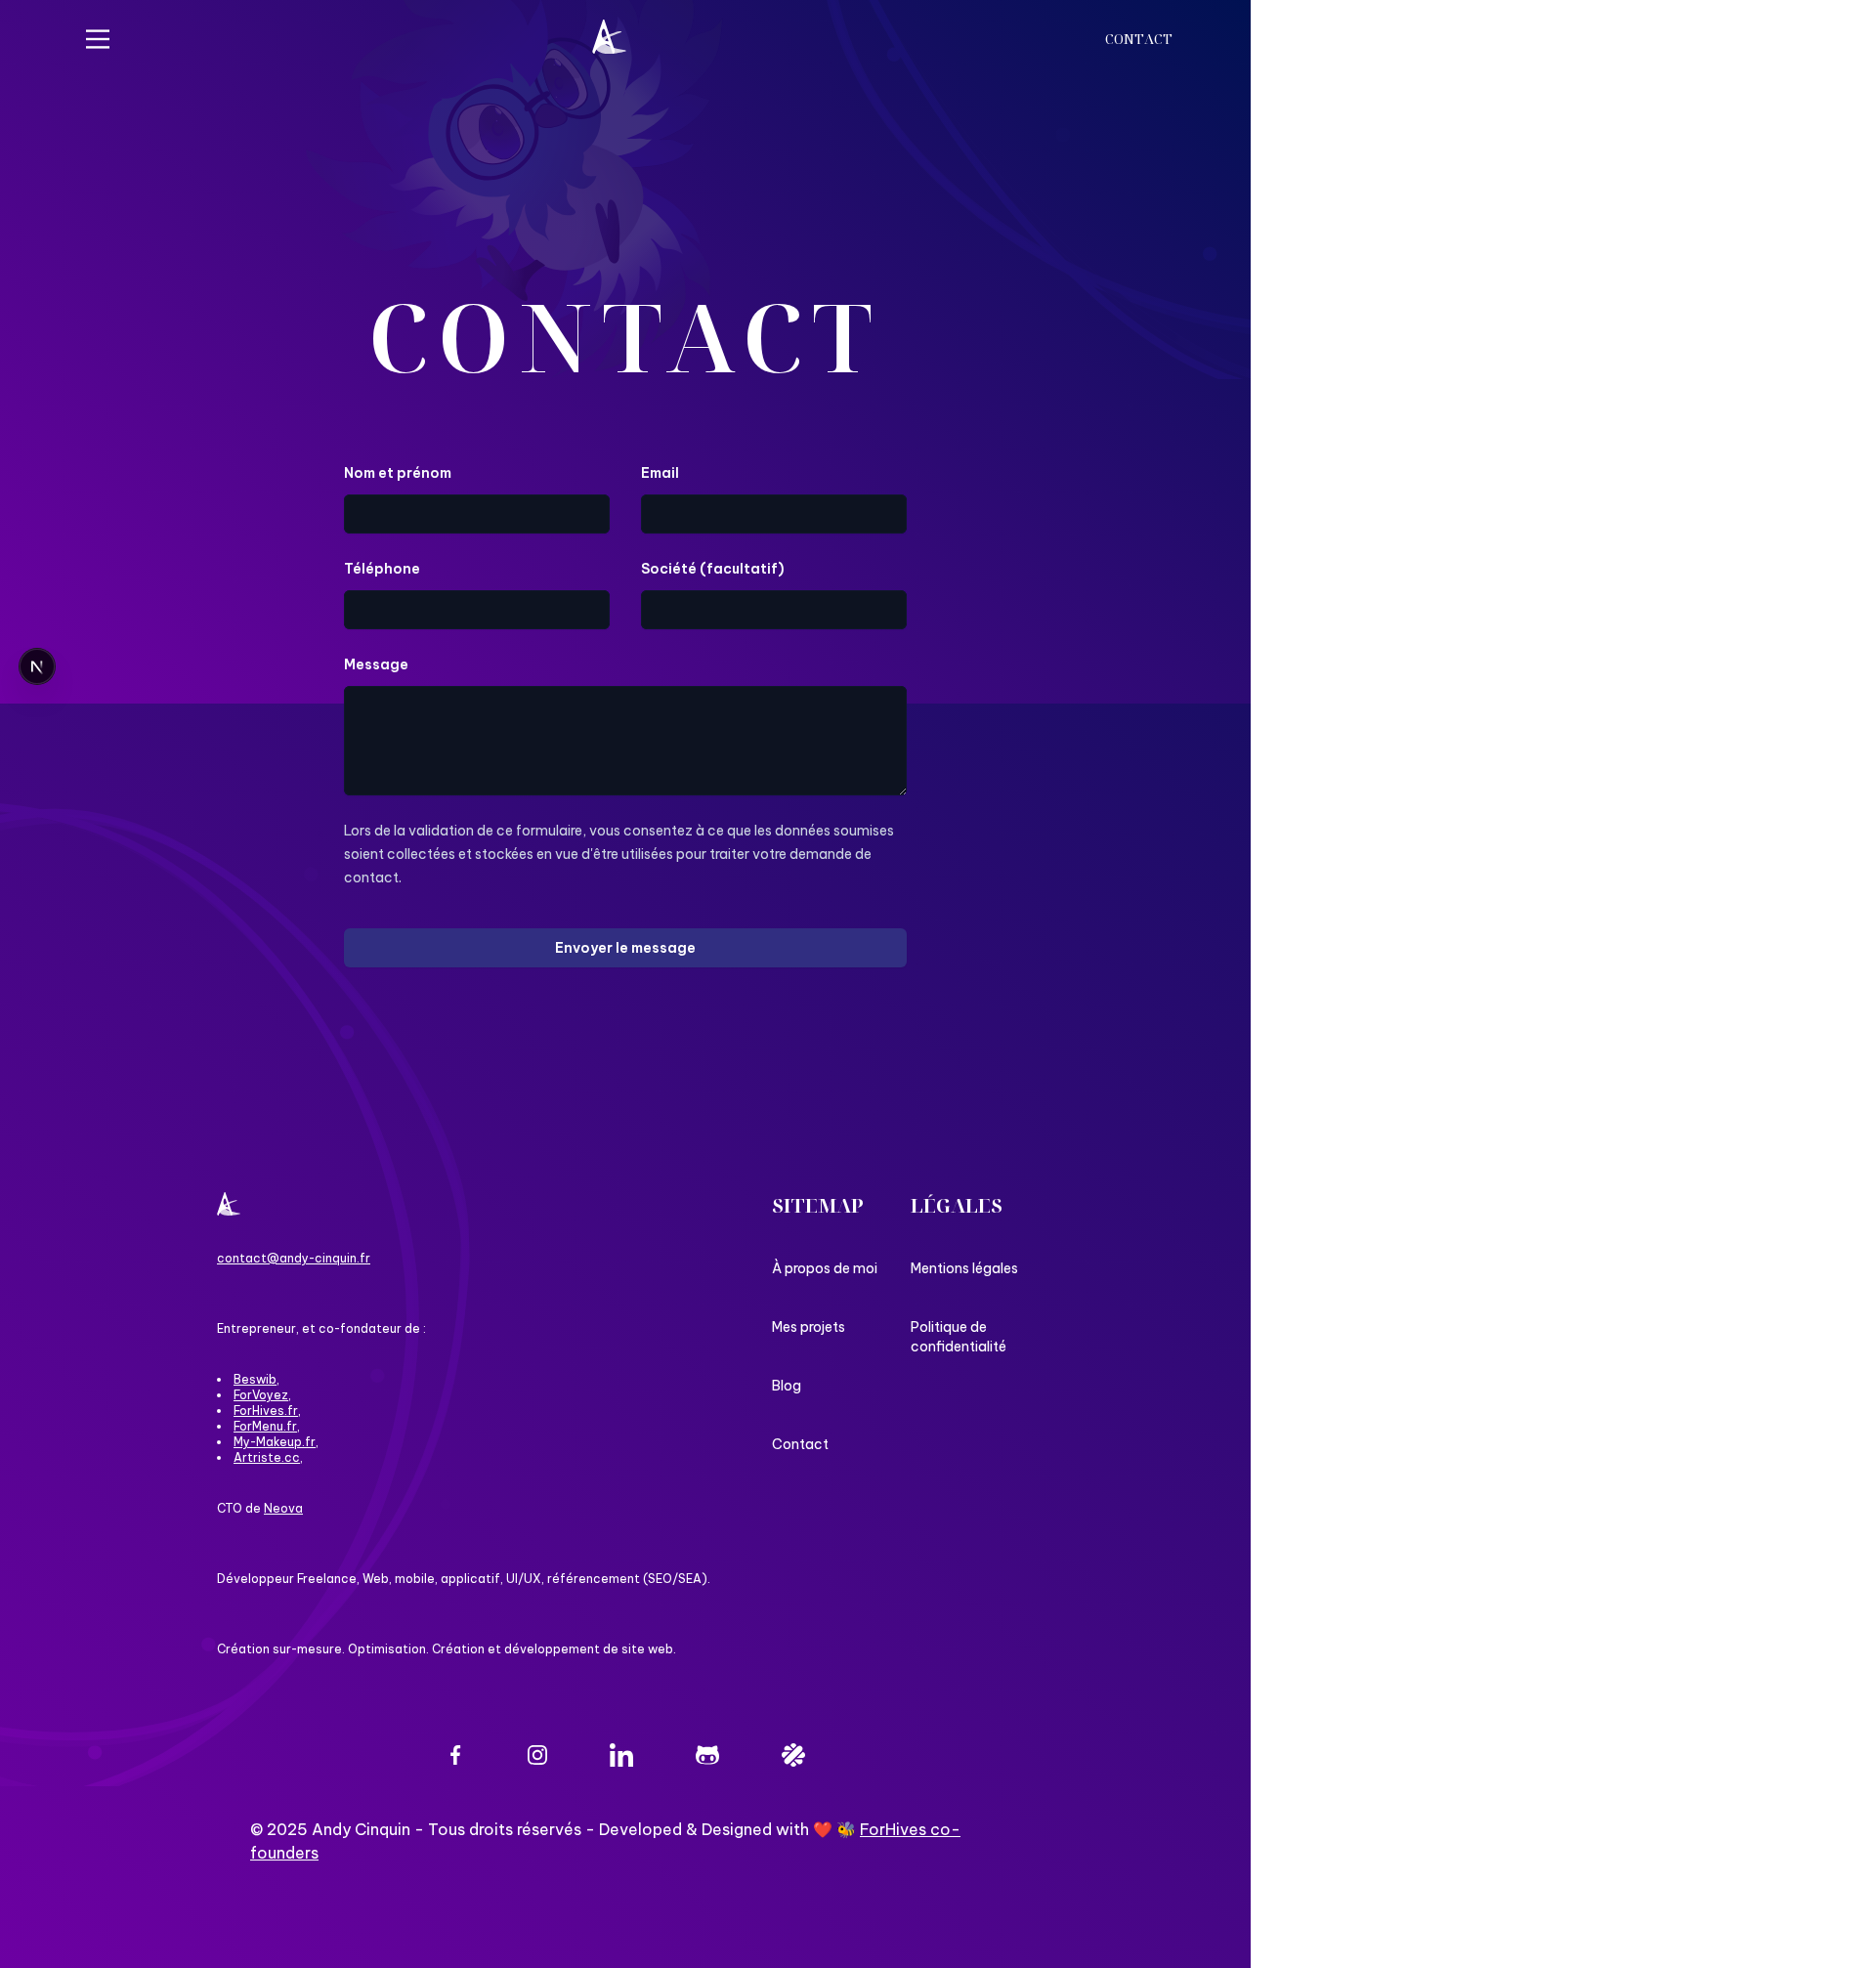 CONTACT
CONTACT
Nom et prénom
Email
Téléphone
Société (facultatif)
Message
Lors de la validation de ce formulaire, vous consentez à ce que les données soumises
soient collectées et stockées en vue d'être utilisées pour traiter votre demande de
contact.
Envoyer le message
contact@andy-cinquin.fr
Entrepreneur, et co-fondateur de :
Beswib,
ForVoyez,
ForHives.fr,
ForMenu.fr,
My-Makeup.fr,
Artriste.cc,
CTO de Neova
Développeur Freelance, Web, mobile, applicatif, UI/UX, référencement (SEO/SEA).
Création sur-mesure. Optimisation. Création et développement de site web.
SITEMAP
À propos de moi
Mes projets
Blog
Contact
LÉGALES
Mentions légales
Politique de
confidentialité
© 2025 Andy Cinquin - Tous droits réservés - Developed & Designed with ❤️ 🐝 ForHives co-
founders